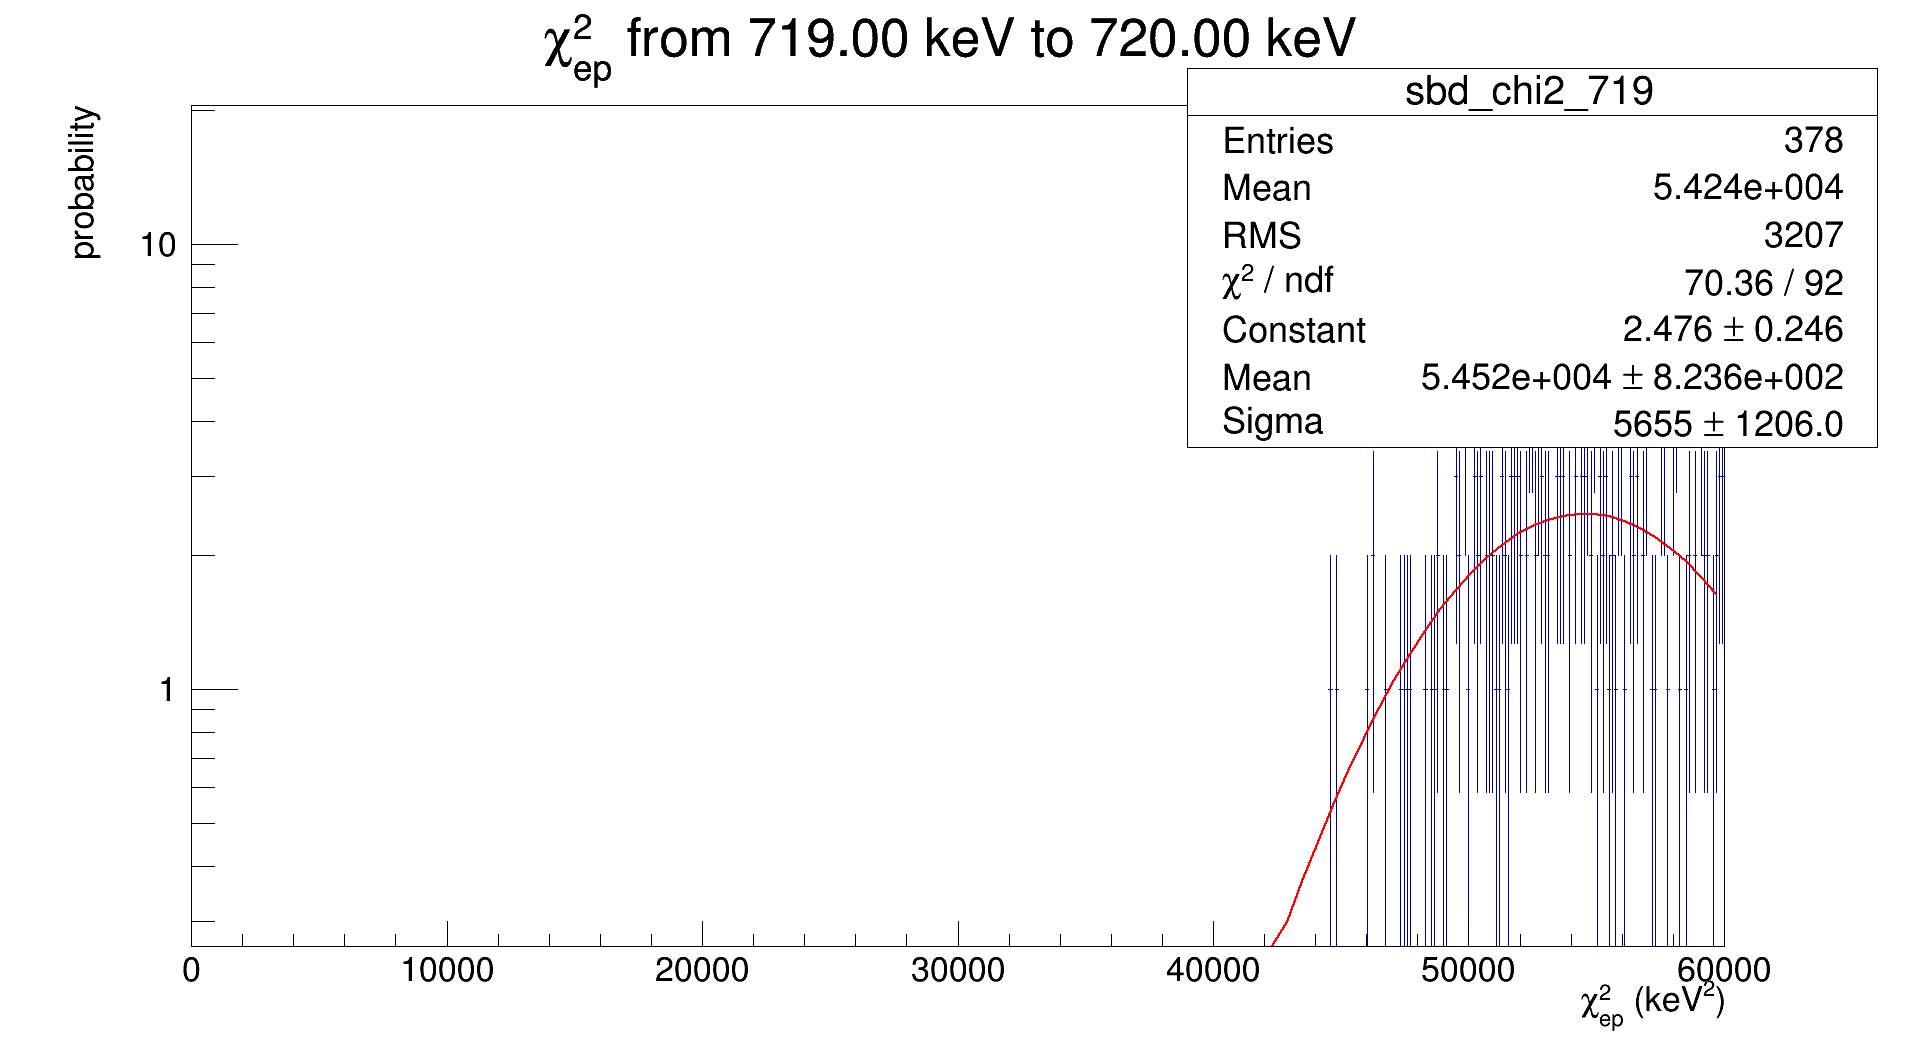 χ²ep from 719.00 keV to 720.00 keV
sbd_chi2_719
Entries 378
Mean 5.424e+004
RMS 3207
χ² / ndf 70.36 / 92
Constant 2.476 ± 0.246
Mean 5.452e+004 ± 8.236e+002
Sigma 5655 ± 1206.0
probability
10
1
0 10000 20000 30000 40000 50000 60000
χ²ep (keV²)